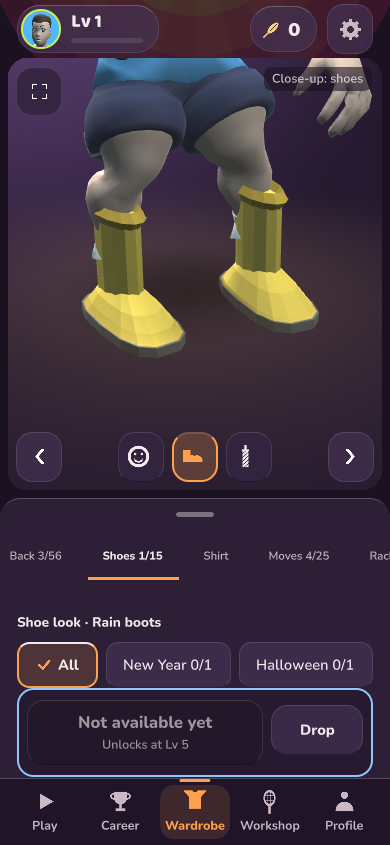 Lv 1
0
Close-up: shoes
Back 3/56
Shoes 1/15
Shirt
Moves 4/25
Shoe look · Rain boots
All
New Year 0/1
Halloween 0/1
Not available yet
Unlocks at Lv 5
Drop
Play
Career
Wardrobe
Workshop
Profile